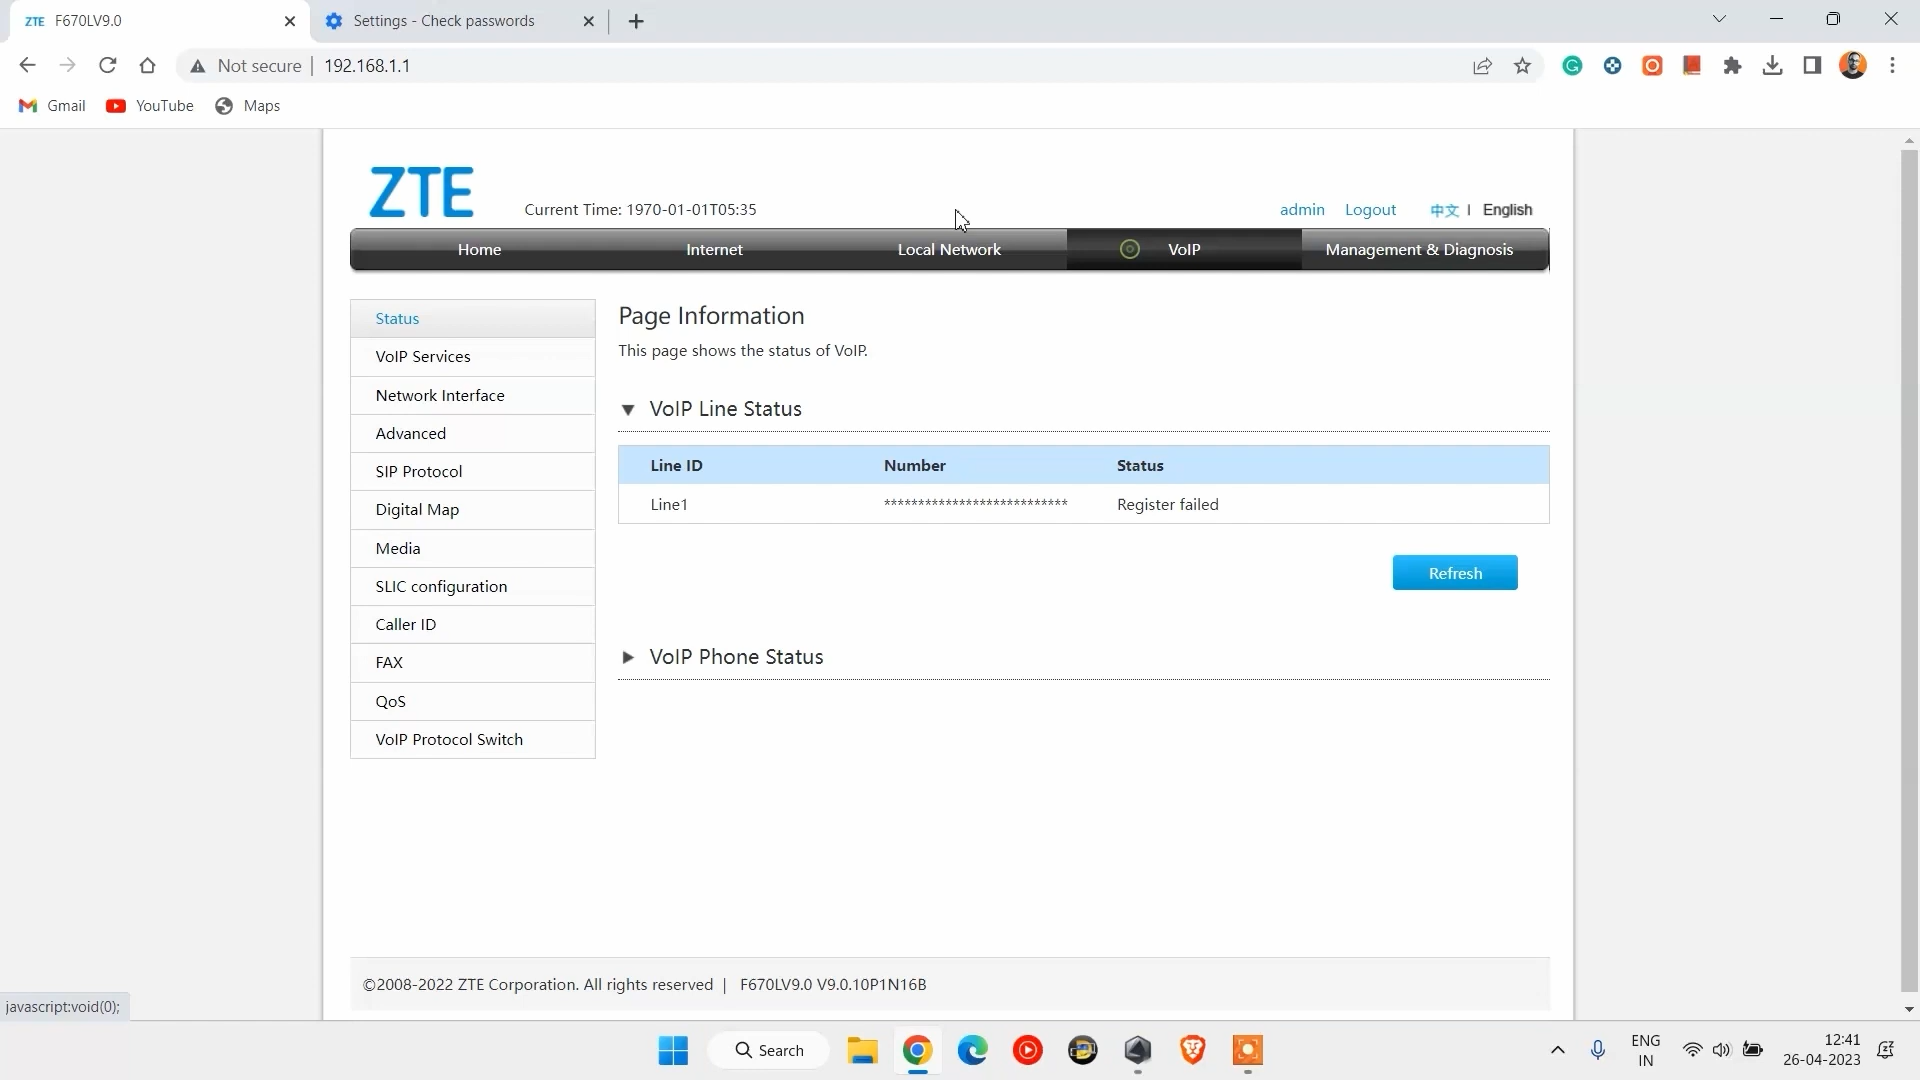 ZTE F670LV9.0
Settings - Check passwords
Not secure | 192.168.1.1
Gmail YouTube Maps
ZTE
Current Time: 1970-01-01T05:35
admin Logout 中文 | English
Home Internet Local Network VoIP Management & Diagnosis
Status
VoIP Services
Network Interface
Advanced
SIP Protocol
Digital Map
Media
SLIC configuration
Caller ID
FAX
QoS
VoIP Protocol Switch
Page Information
This page shows the status of VoIP.
VoIP Line Status
Line ID Number Status
Line1 *************************** Register failed
Refresh
VoIP Phone Status
©2008-2022 ZTE Corporation. All rights reserved | F670LV9.0 V9.0.10P1N16B
javascript:void(0);
Search
ENG
IN
12:41
26-04-2023